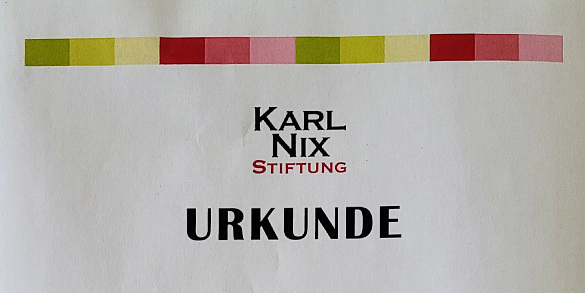 KARL
NIX
STIFTUNG
URKUNDE